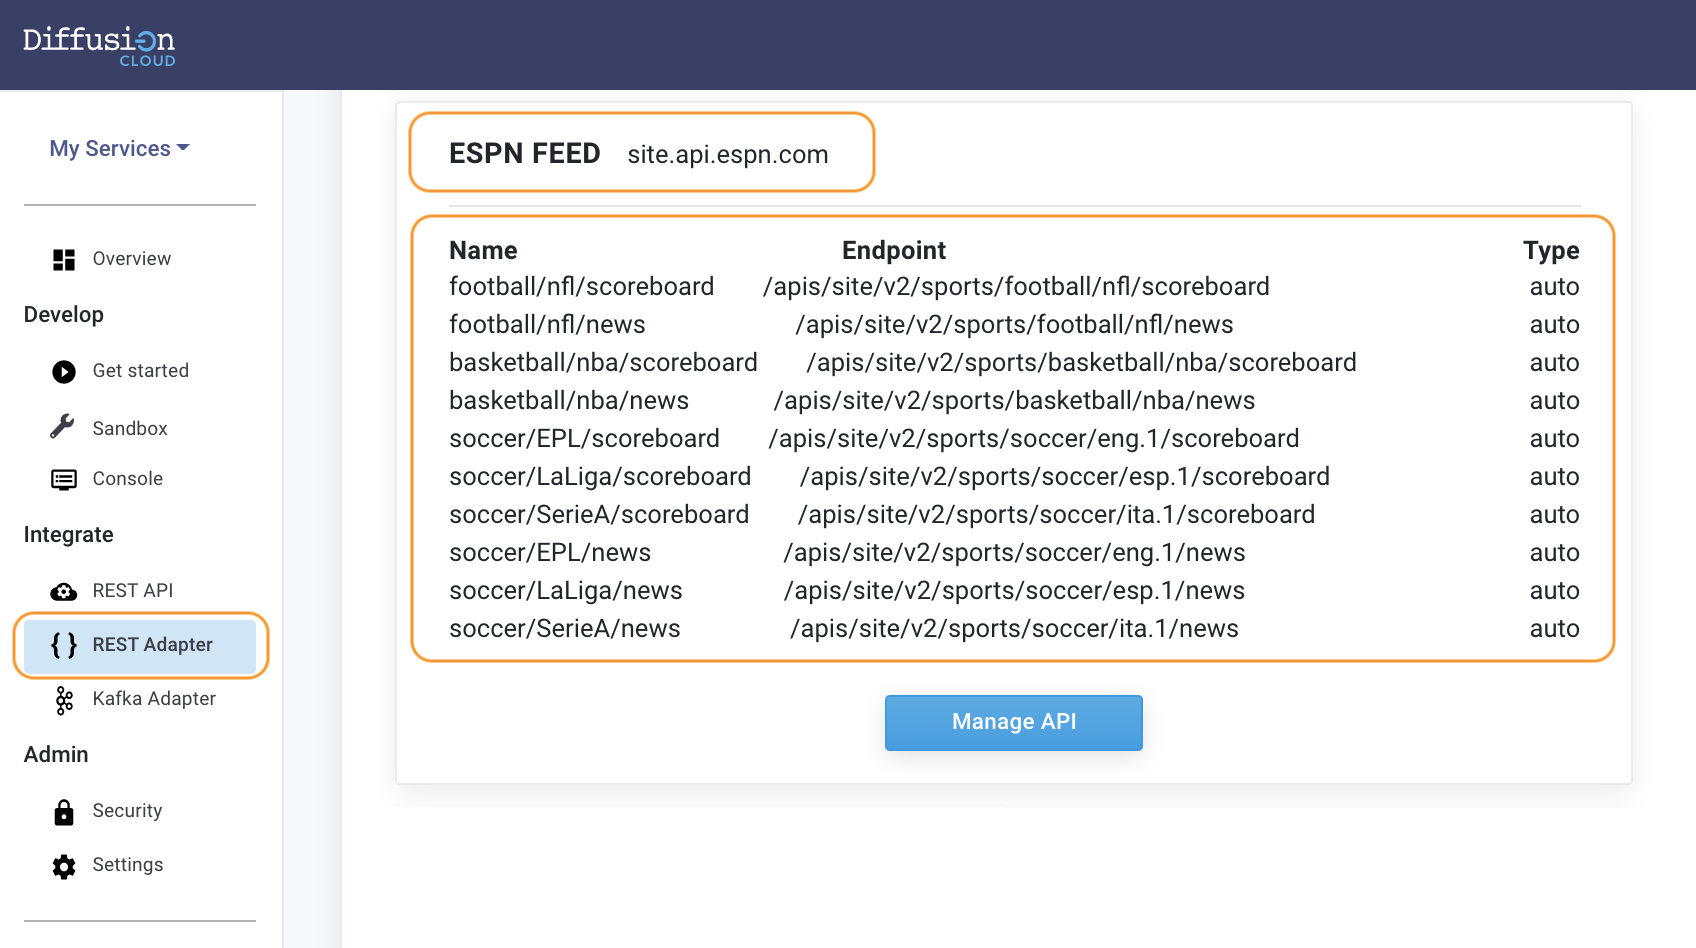 Diffusion
CLOUD
My Services
Overview
Develop
Get started
Sandbox
Console
Integrate
REST API
REST Adapter
Kafka Adapter
Admin
Security
Settings
ESPN FEED site.api.espn.com
Name Endpoint Type
football/nfl/scoreboard /apis/site/v2/sports/football/nfl/scoreboard auto
football/nfl/news /apis/site/v2/sports/football/nfl/news auto
basketball/nba/scoreboard /apis/site/v2/sports/basketball/nba/scoreboard auto
basketball/nba/news /apis/site/v2/sports/basketball/nba/news auto
soccer/EPL/scoreboard /apis/site/v2/sports/soccer/eng.1/scoreboard auto
soccer/LaLiga/scoreboard /apis/site/v2/sports/soccer/esp.1/scoreboard auto
soccer/SerieA/scoreboard /apis/site/v2/sports/soccer/ita.1/scoreboard auto
soccer/EPL/news /apis/site/v2/sports/soccer/eng.1/news auto
soccer/LaLiga/news /apis/site/v2/sports/soccer/esp.1/news auto
soccer/SerieA/news /apis/site/v2/sports/soccer/ita.1/news auto
Manage API